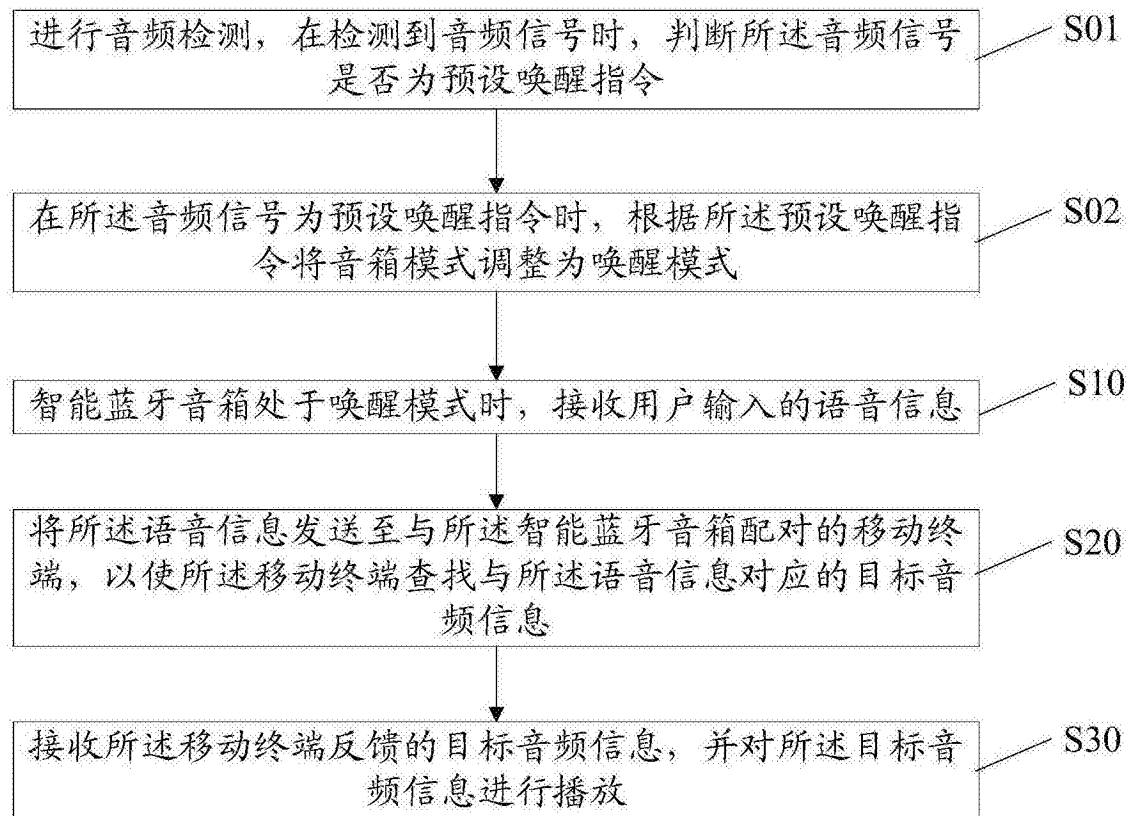 进行音频检测，在检测到音频信号时，判断所述音频信号
是否为预设唤醒指令
S01
在所述音频信号为预设唤醒指令时，根据所述预设唤醒指
令将音箱模式调整为唤醒模式
S02
智能蓝牙音箱处于唤醒模式时，接收用户输入的语音信息
S10
将所述语音信息发送至与所述智能蓝牙音箱配对的移动终
端，以使所述移动终端查找与所述语音信息对应的目标音
频信息
S20
接收所述移动终端反馈的目标音频信息，并对所述目标音
频信息进行播放
S30